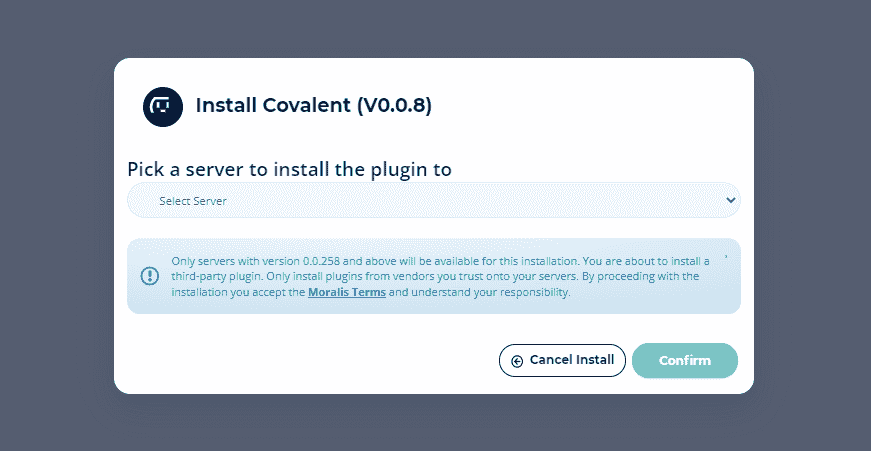 Install Covalent (V0.0.8)
Pick a server to install the plugin to
Select Server
Only servers with version 0.0.258 and above will be available for this installation. You are about to install a
third-party plugin. Only install plugins from vendors you trust onto your servers. By proceeding with the
installation you accept the Moralis Terms and understand your responsibility.
Cancel Install
Confirm